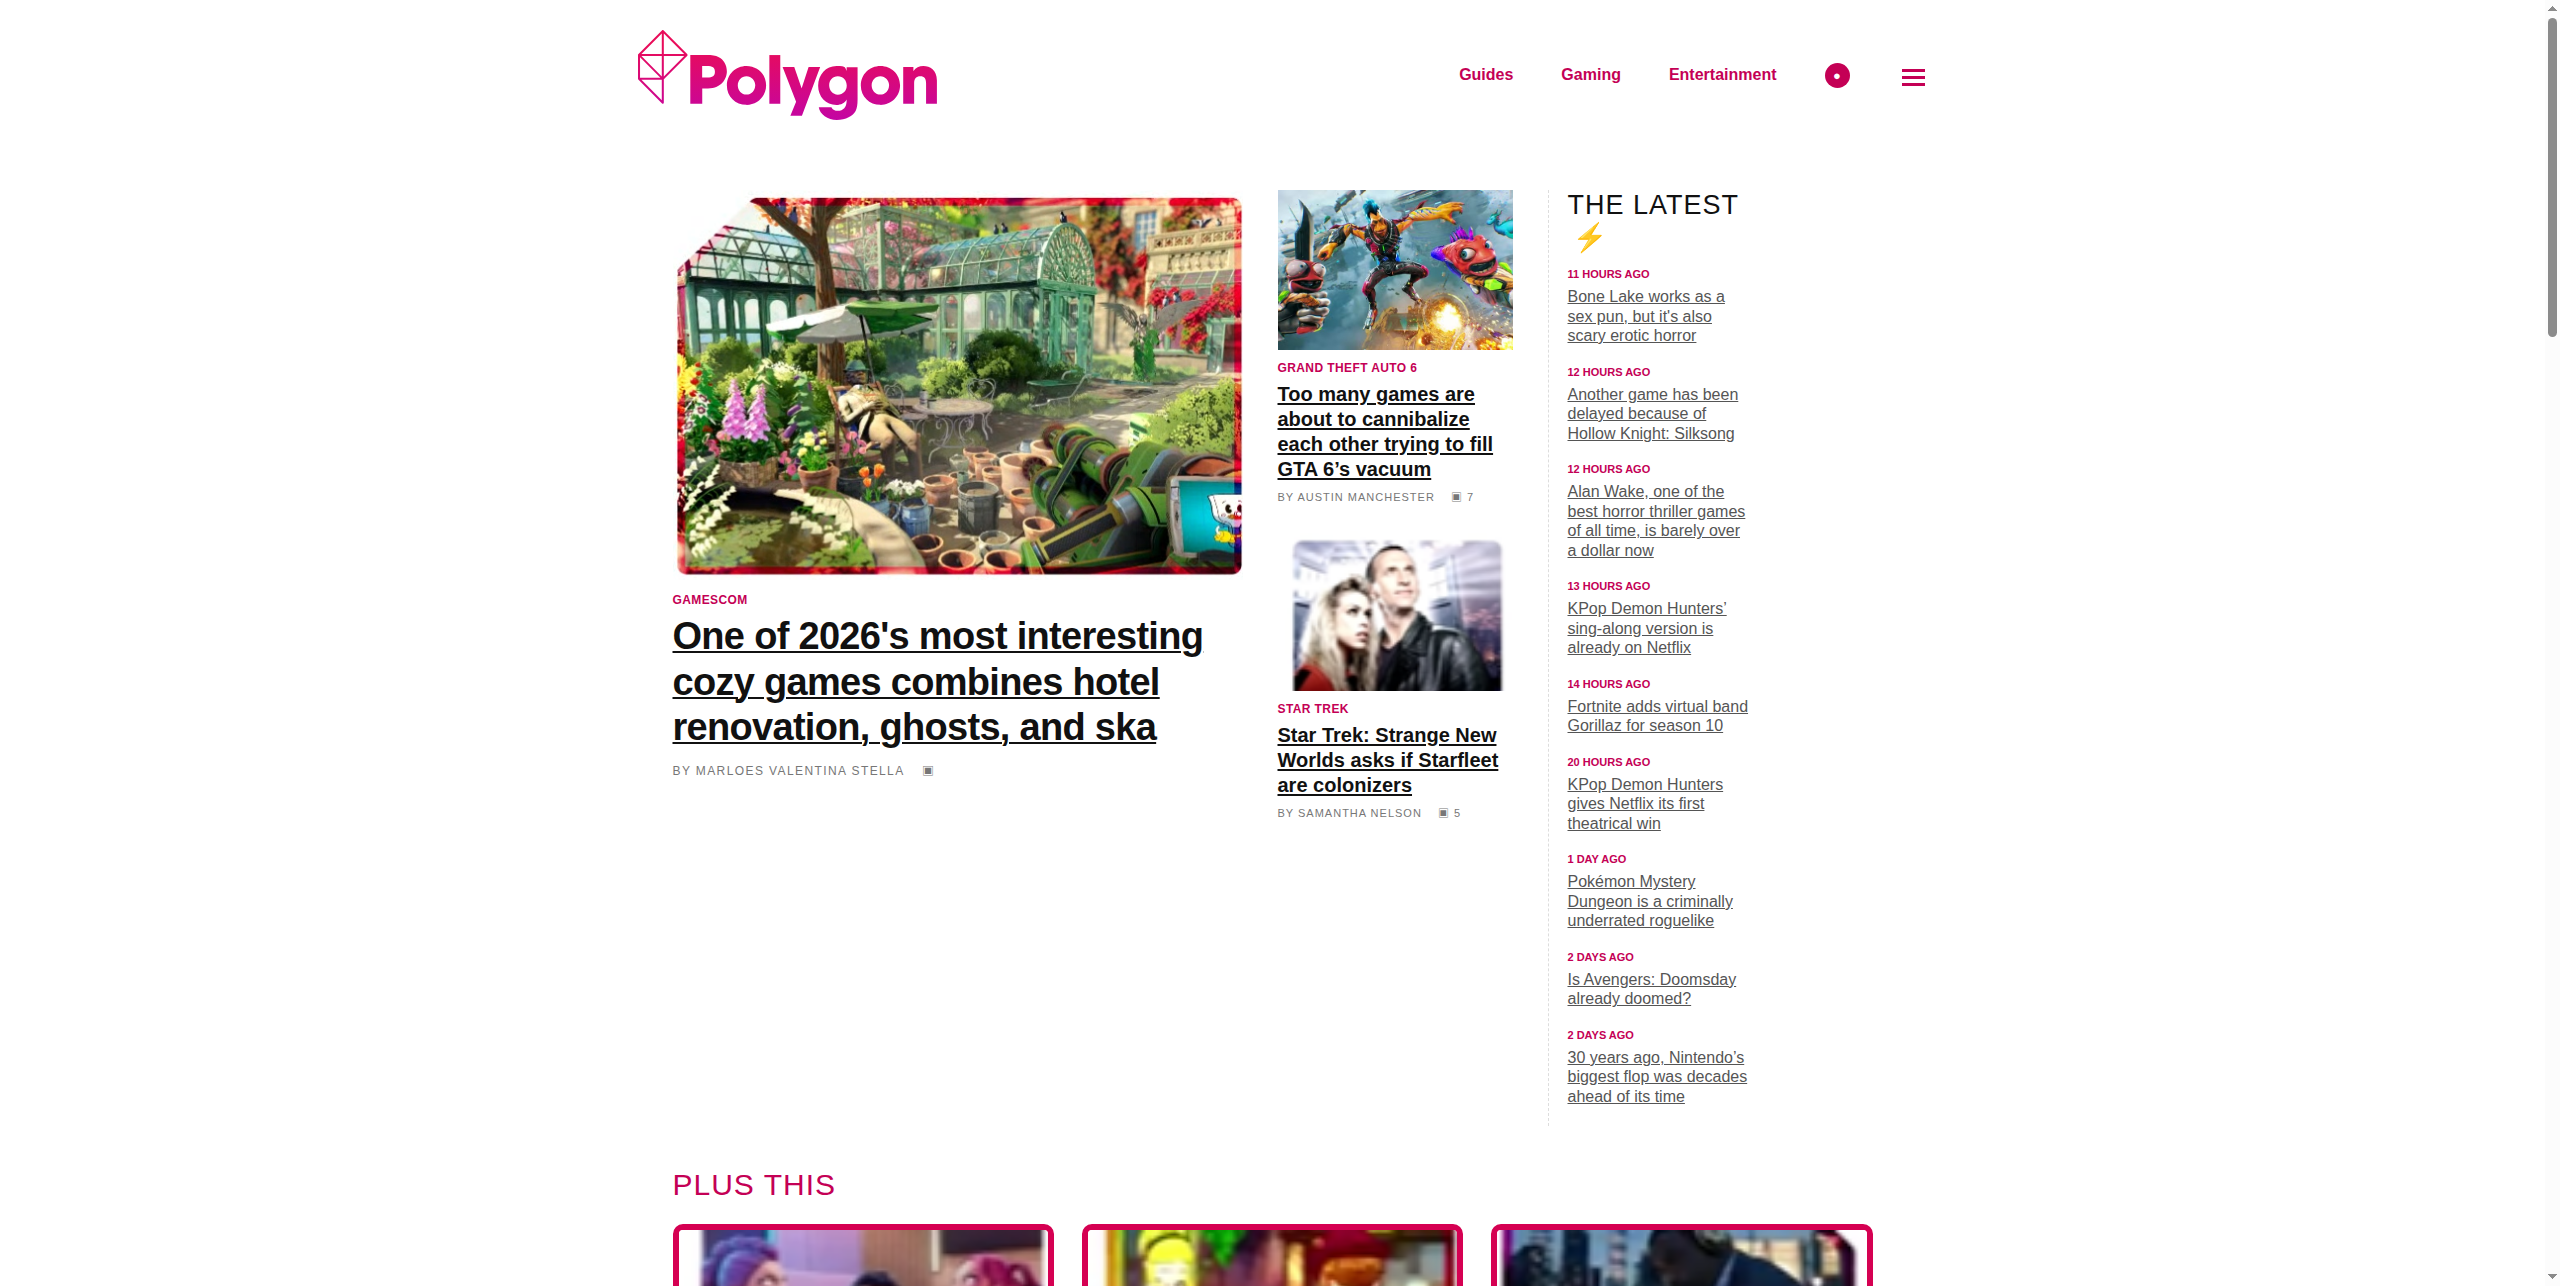 Polygon
Guides
Gaming
Entertainment
GAMESCOM
One of 2026's most interesting
cozy games combines hotel
renovation, ghosts, and ska
BY MARLOES VALENTINA STELLA
GRAND THEFT AUTO 6
Too many games are
about to cannibalize
each other trying to fill
GTA 6’s vacuum
BY AUSTIN MANCHESTER 7
STAR TREK
Star Trek: Strange New
Worlds asks if Starfleet
are colonizers
BY SAMANTHA NELSON 5
THE LATEST
11 HOURS AGO
Bone Lake works as a
sex pun, but it's also
scary erotic horror
12 HOURS AGO
Another game has been
delayed because of
Hollow Knight: Silksong
12 HOURS AGO
Alan Wake, one of the
best horror thriller games
of all time, is barely over
a dollar now
13 HOURS AGO
KPop Demon Hunters’
sing-along version is
already on Netflix
14 HOURS AGO
Fortnite adds virtual band
Gorillaz for season 10
20 HOURS AGO
KPop Demon Hunters
gives Netflix its first
theatrical win
1 DAY AGO
Pokémon Mystery
Dungeon is a criminally
underrated roguelike
2 DAYS AGO
Is Avengers: Doomsday
already doomed?
2 DAYS AGO
30 years ago, Nintendo’s
biggest flop was decades
ahead of its time
PLUS THIS